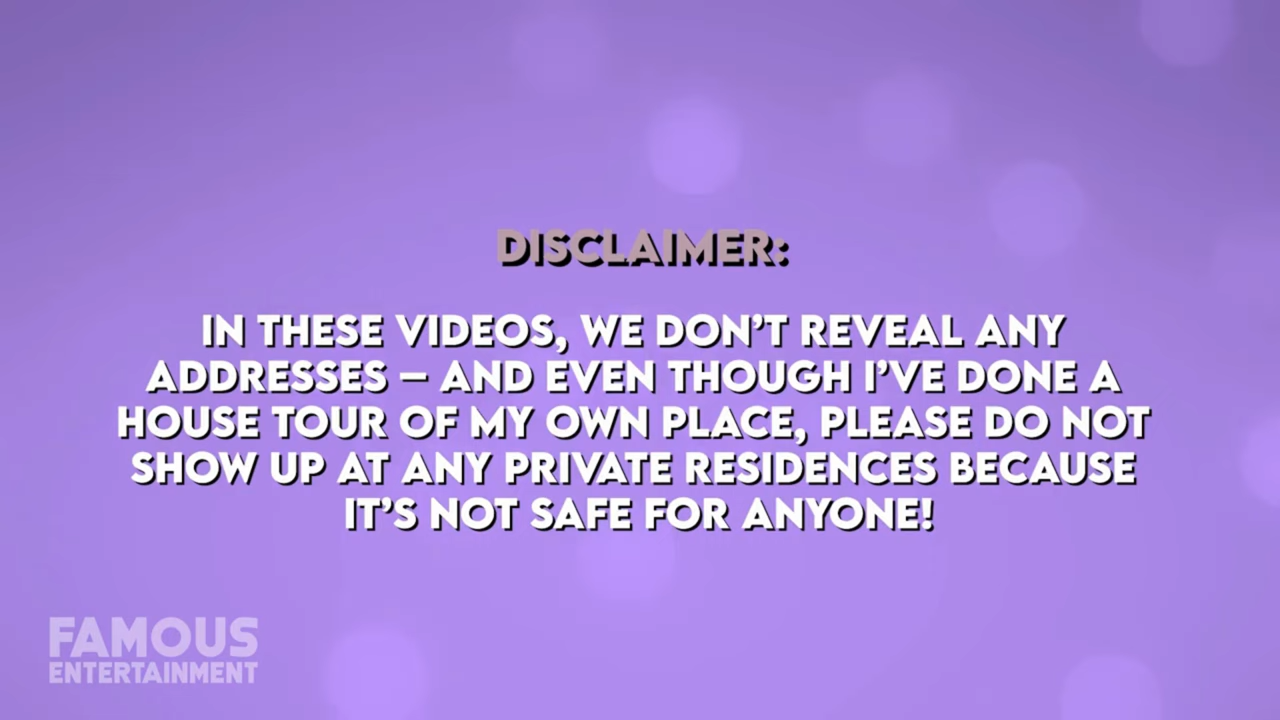 DISCLAIMER:
IN THESE VIDEOS, WE DON'T REVEAL ANY
ADDRESSES – AND EVEN THOUGH I'VE DONE A
HOUSE TOUR OF MY OWN PLACE, PLEASE DO NOT
SHOW UP AT ANY PRIVATE RESIDENCES BECAUSE
IT'S NOT SAFE FOR ANYONE!
FAMOUS
ENTERTAINMENT